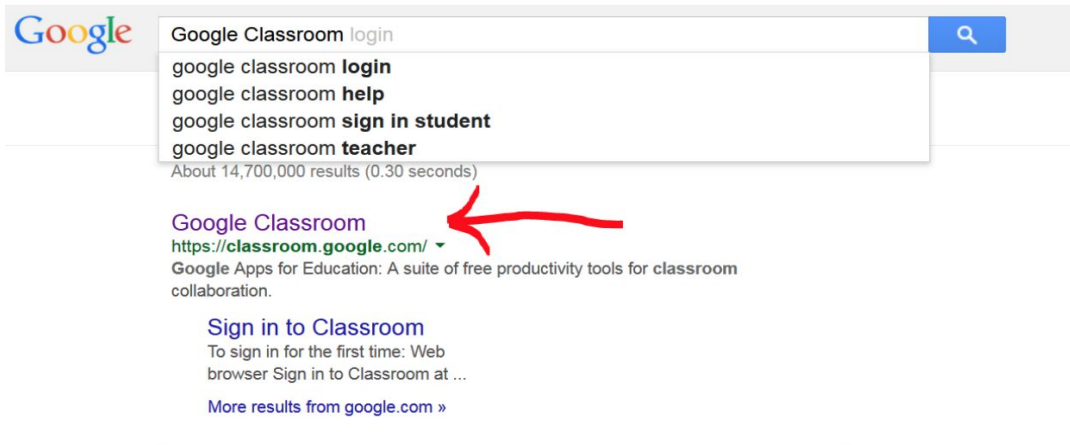 Google Google Classroom login
google classroom login
google classroom help
google classroom sign in student
google classroom teacher
About 14,700,000 results (0.30 seconds)
Google Classroom
https://classroom.google.com/
Google Apps for Education: A suite of free productivity tools for classroom
collaboration.
Sign in to Classroom
To sign in for the first time: Web
browser Sign in to Classroom at ...
More results from google.com »